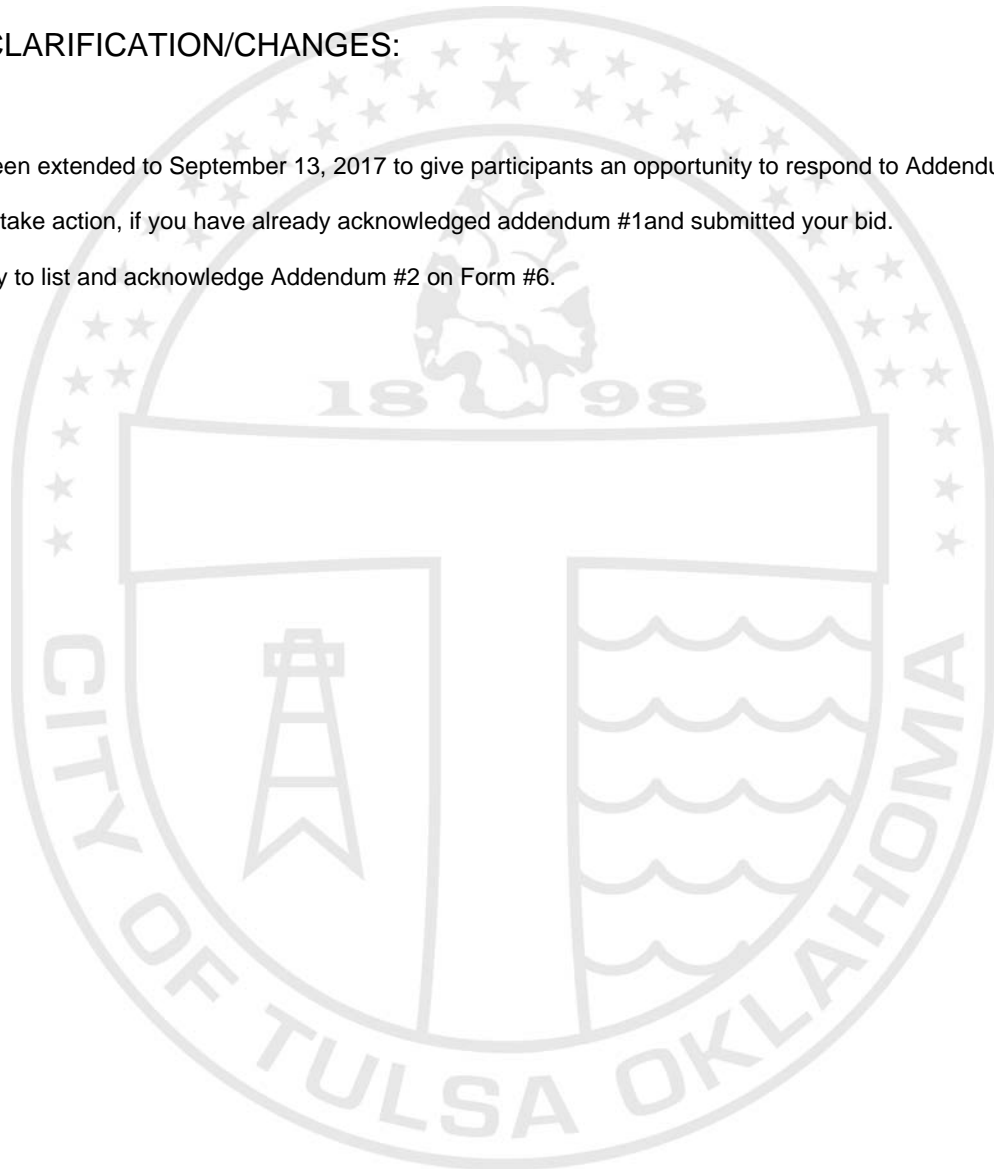 CLARIFICATION/CHANGES:
een extended to September 13, 2017 to give participants an opportunity to respond to Addendu
take action, if you have already acknowledged addendum #1and submitted your bid.
y to list and acknowledge Addendum #2 on Form #6.
1898
CITY OF TULSA OKLAHOMA